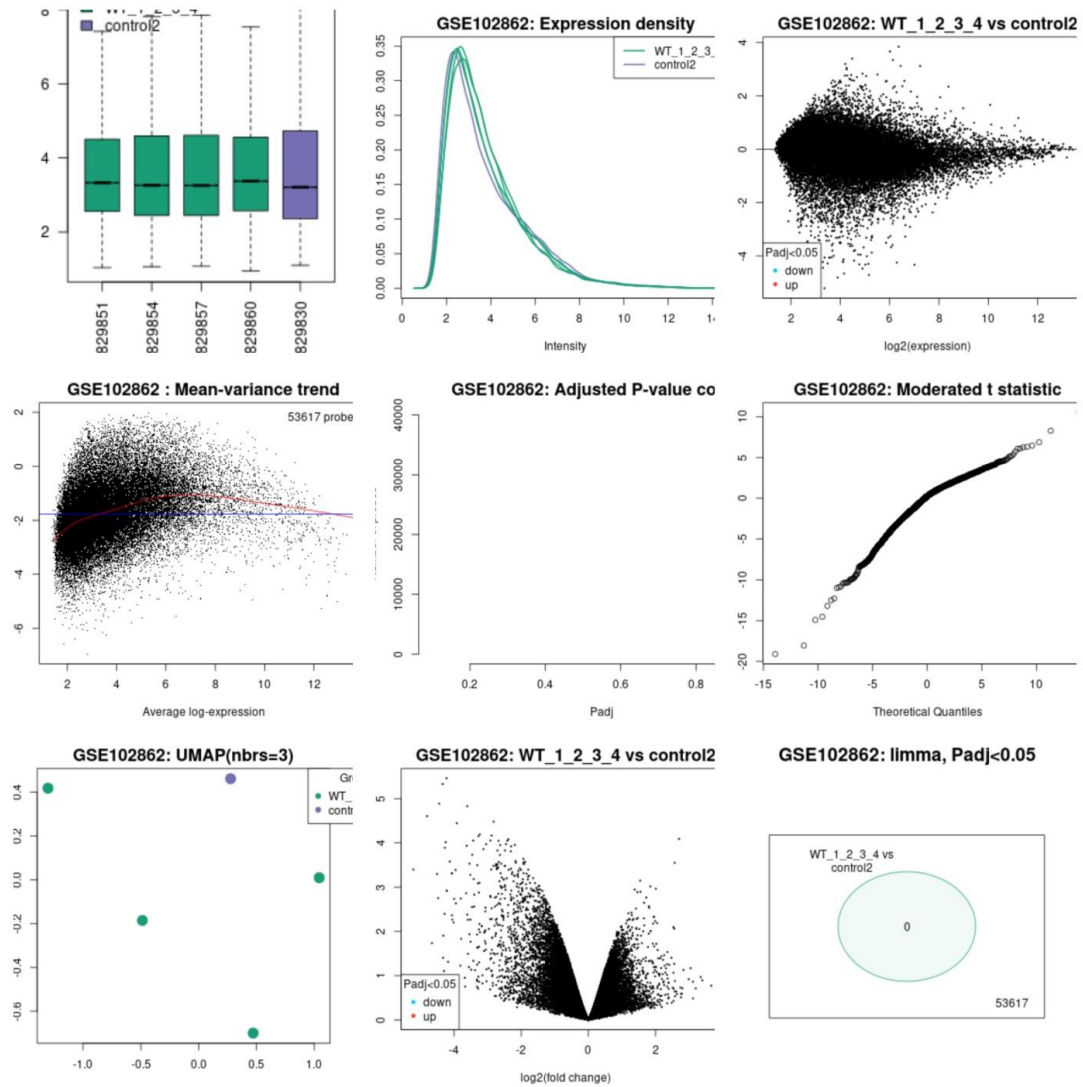 WT_1_2_3_4
control2
8
6
4
2
829851
829854
829857
829860
829830
GSE102862: Expression density
WT_1_2_3_
control2
0.35
0.30
0.25
0.20
0.15
0.10
0.05
0.00
0 2 4 6 8 10 12 14
Intensity
GSE102862: WT_1_2_3_4 vs control2
4
2
0
-2
-4
Padj<0.05
down
up
2 4 6 8 10 12
log2(expression)
GSE102862 : Mean-variance trend
53617 probe
2
0
-2
-4
-6
2 4 6 8 10 12
Average log-expression
GSE102862: Adjusted P-value co
40000
30000
20000
10000
0
0.2 0.4 0.6 0.8
Padj
GSE102862: Moderated t statistic
10
5
0
-5
-10
-15
-20
-15 -10 -5 0 5 10
Theoretical Quantiles
GSE102862: UMAP(nbrs=3)
Gr
WT_
contr
0.4
0.2
0.0
-0.2
-0.4
-0.6
-1.0 -0.5 0.0 0.5 1.0
GSE102862: WT_1_2_3_4 vs control2
5
4
3
2
1
0
Padj<0.05
down
up
-4 -2 0 2
log2(fold change)
GSE102862: limma, Padj<0.05
WT_1_2_3_4 vs
control2
0
53617